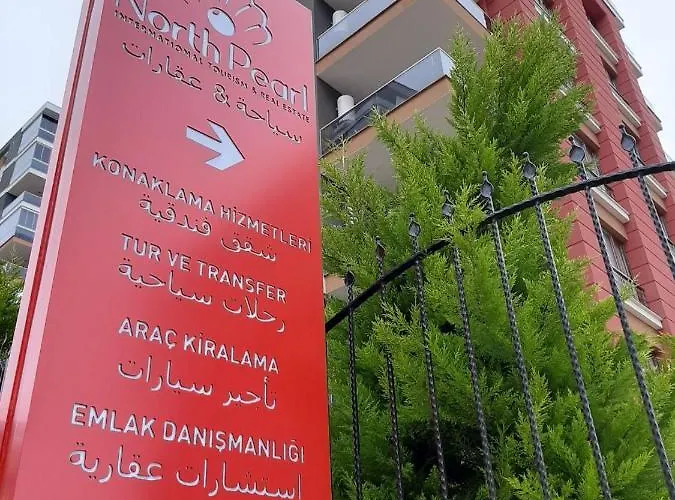 North Pearl
INTERNATIONAL TOURISM & REAL ESTATE
سياحة & عقارات
KONAKLAMA HİZMETLERİ
شقق فندقية
TUR VE TRANSFER
رحلات سياحية
ARAÇ KİRALAMA
تأجير سيارات
EMLAK DANIŞMANLIĞI
إستشارات عقارية